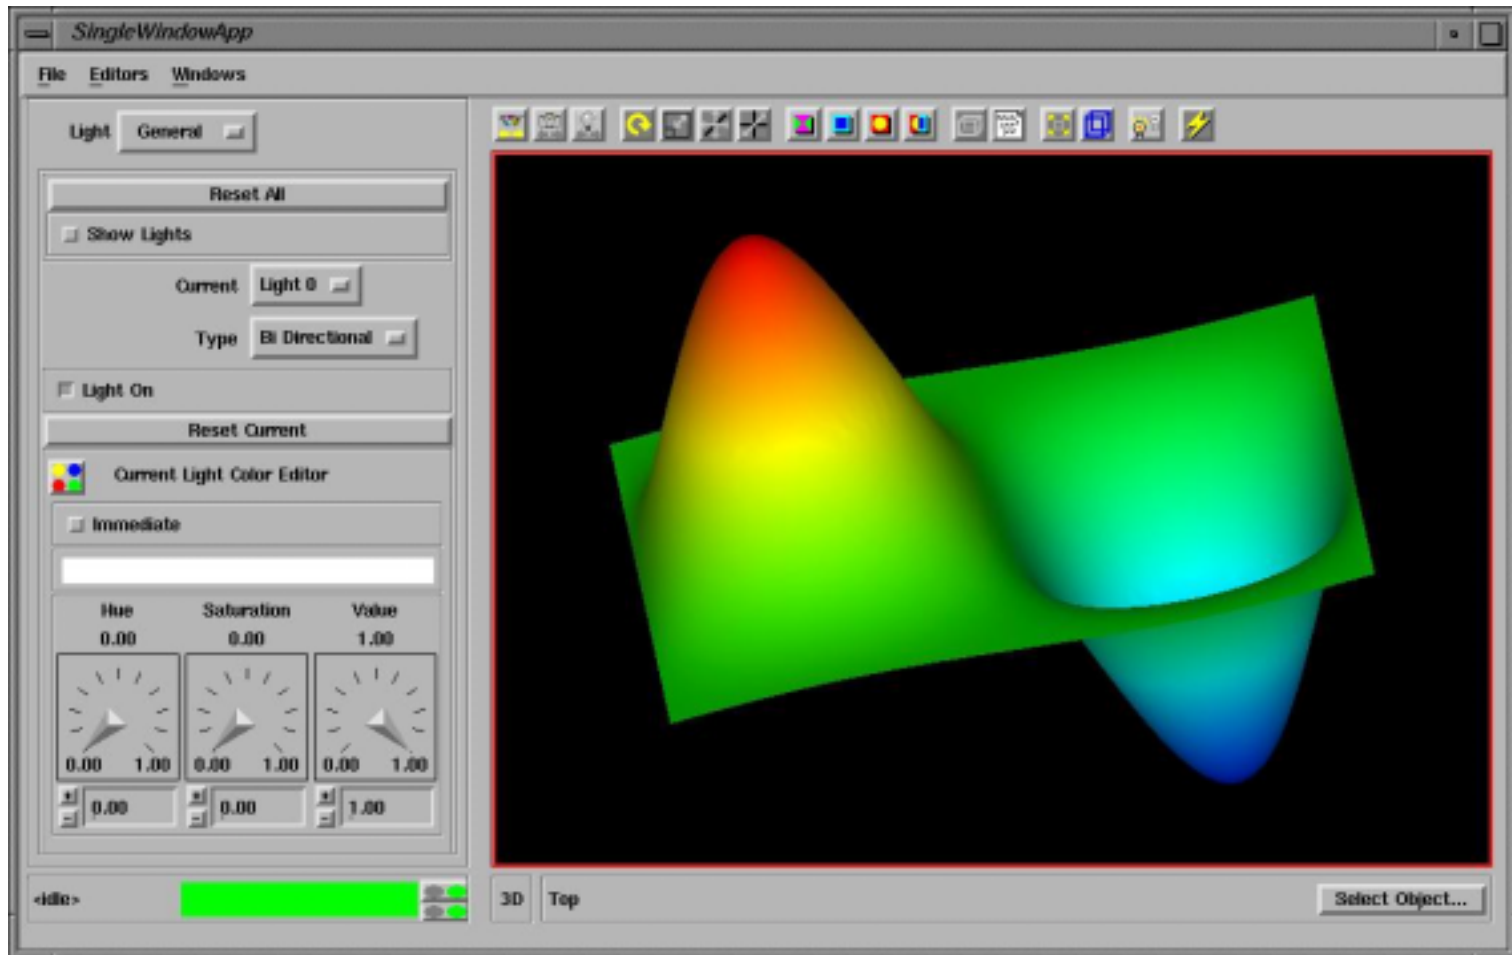 SingleWindowApp
File Editors Windows
Light General
Reset All
Show Lights
Current Light 0
Type Bi Directional
Light On
Reset Current
Current Light Color Editor
Immediate
Hue Saturation Value
0.00 0.00 1.00
0.00 1.00 0.00 1.00 0.00 1.00
0.00 0.00 1.00
<idle> 3D Top Select Object...